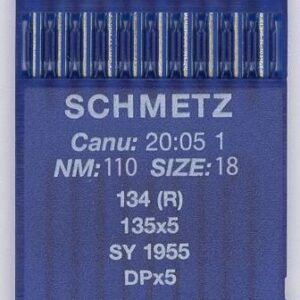 SCHMETZ
Canu: 20:05 1
NM: 110 SIZE: 18
134 (R)
135x5
SY 1955
DPx5